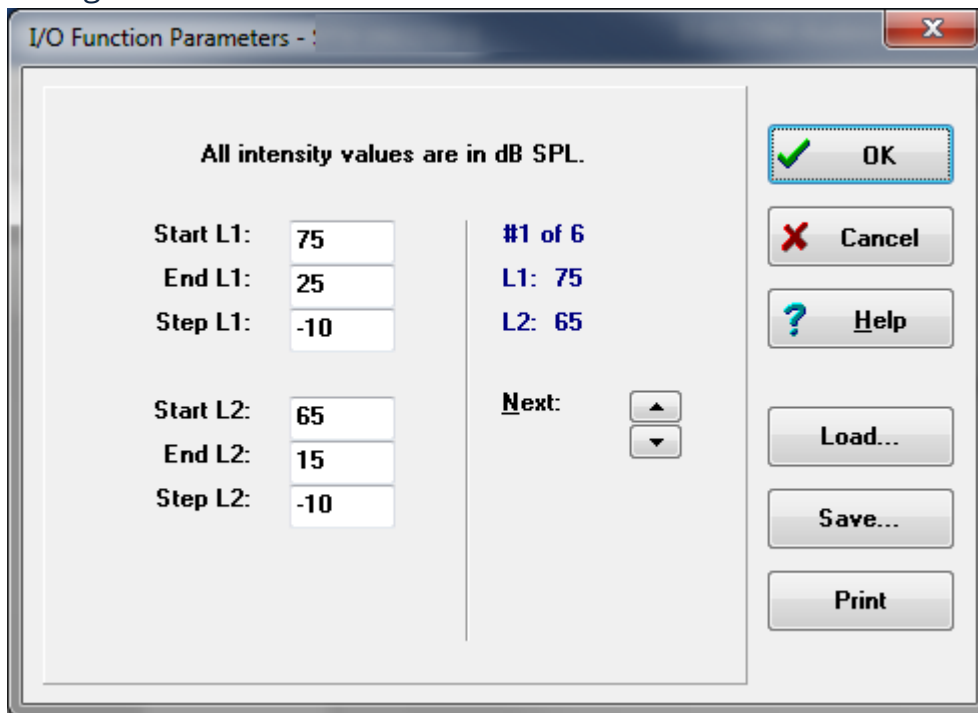 I/O Function Parameters -
All intensity values are in dB SPL.
Start L1: 75
End L1: 25
Step L1: -10
Start L2: 65
End L2: 15
Step L2: -10
#1 of 6
L1: 75
L2: 65
Next:
OK
Cancel
Help
Load...
Save...
Print